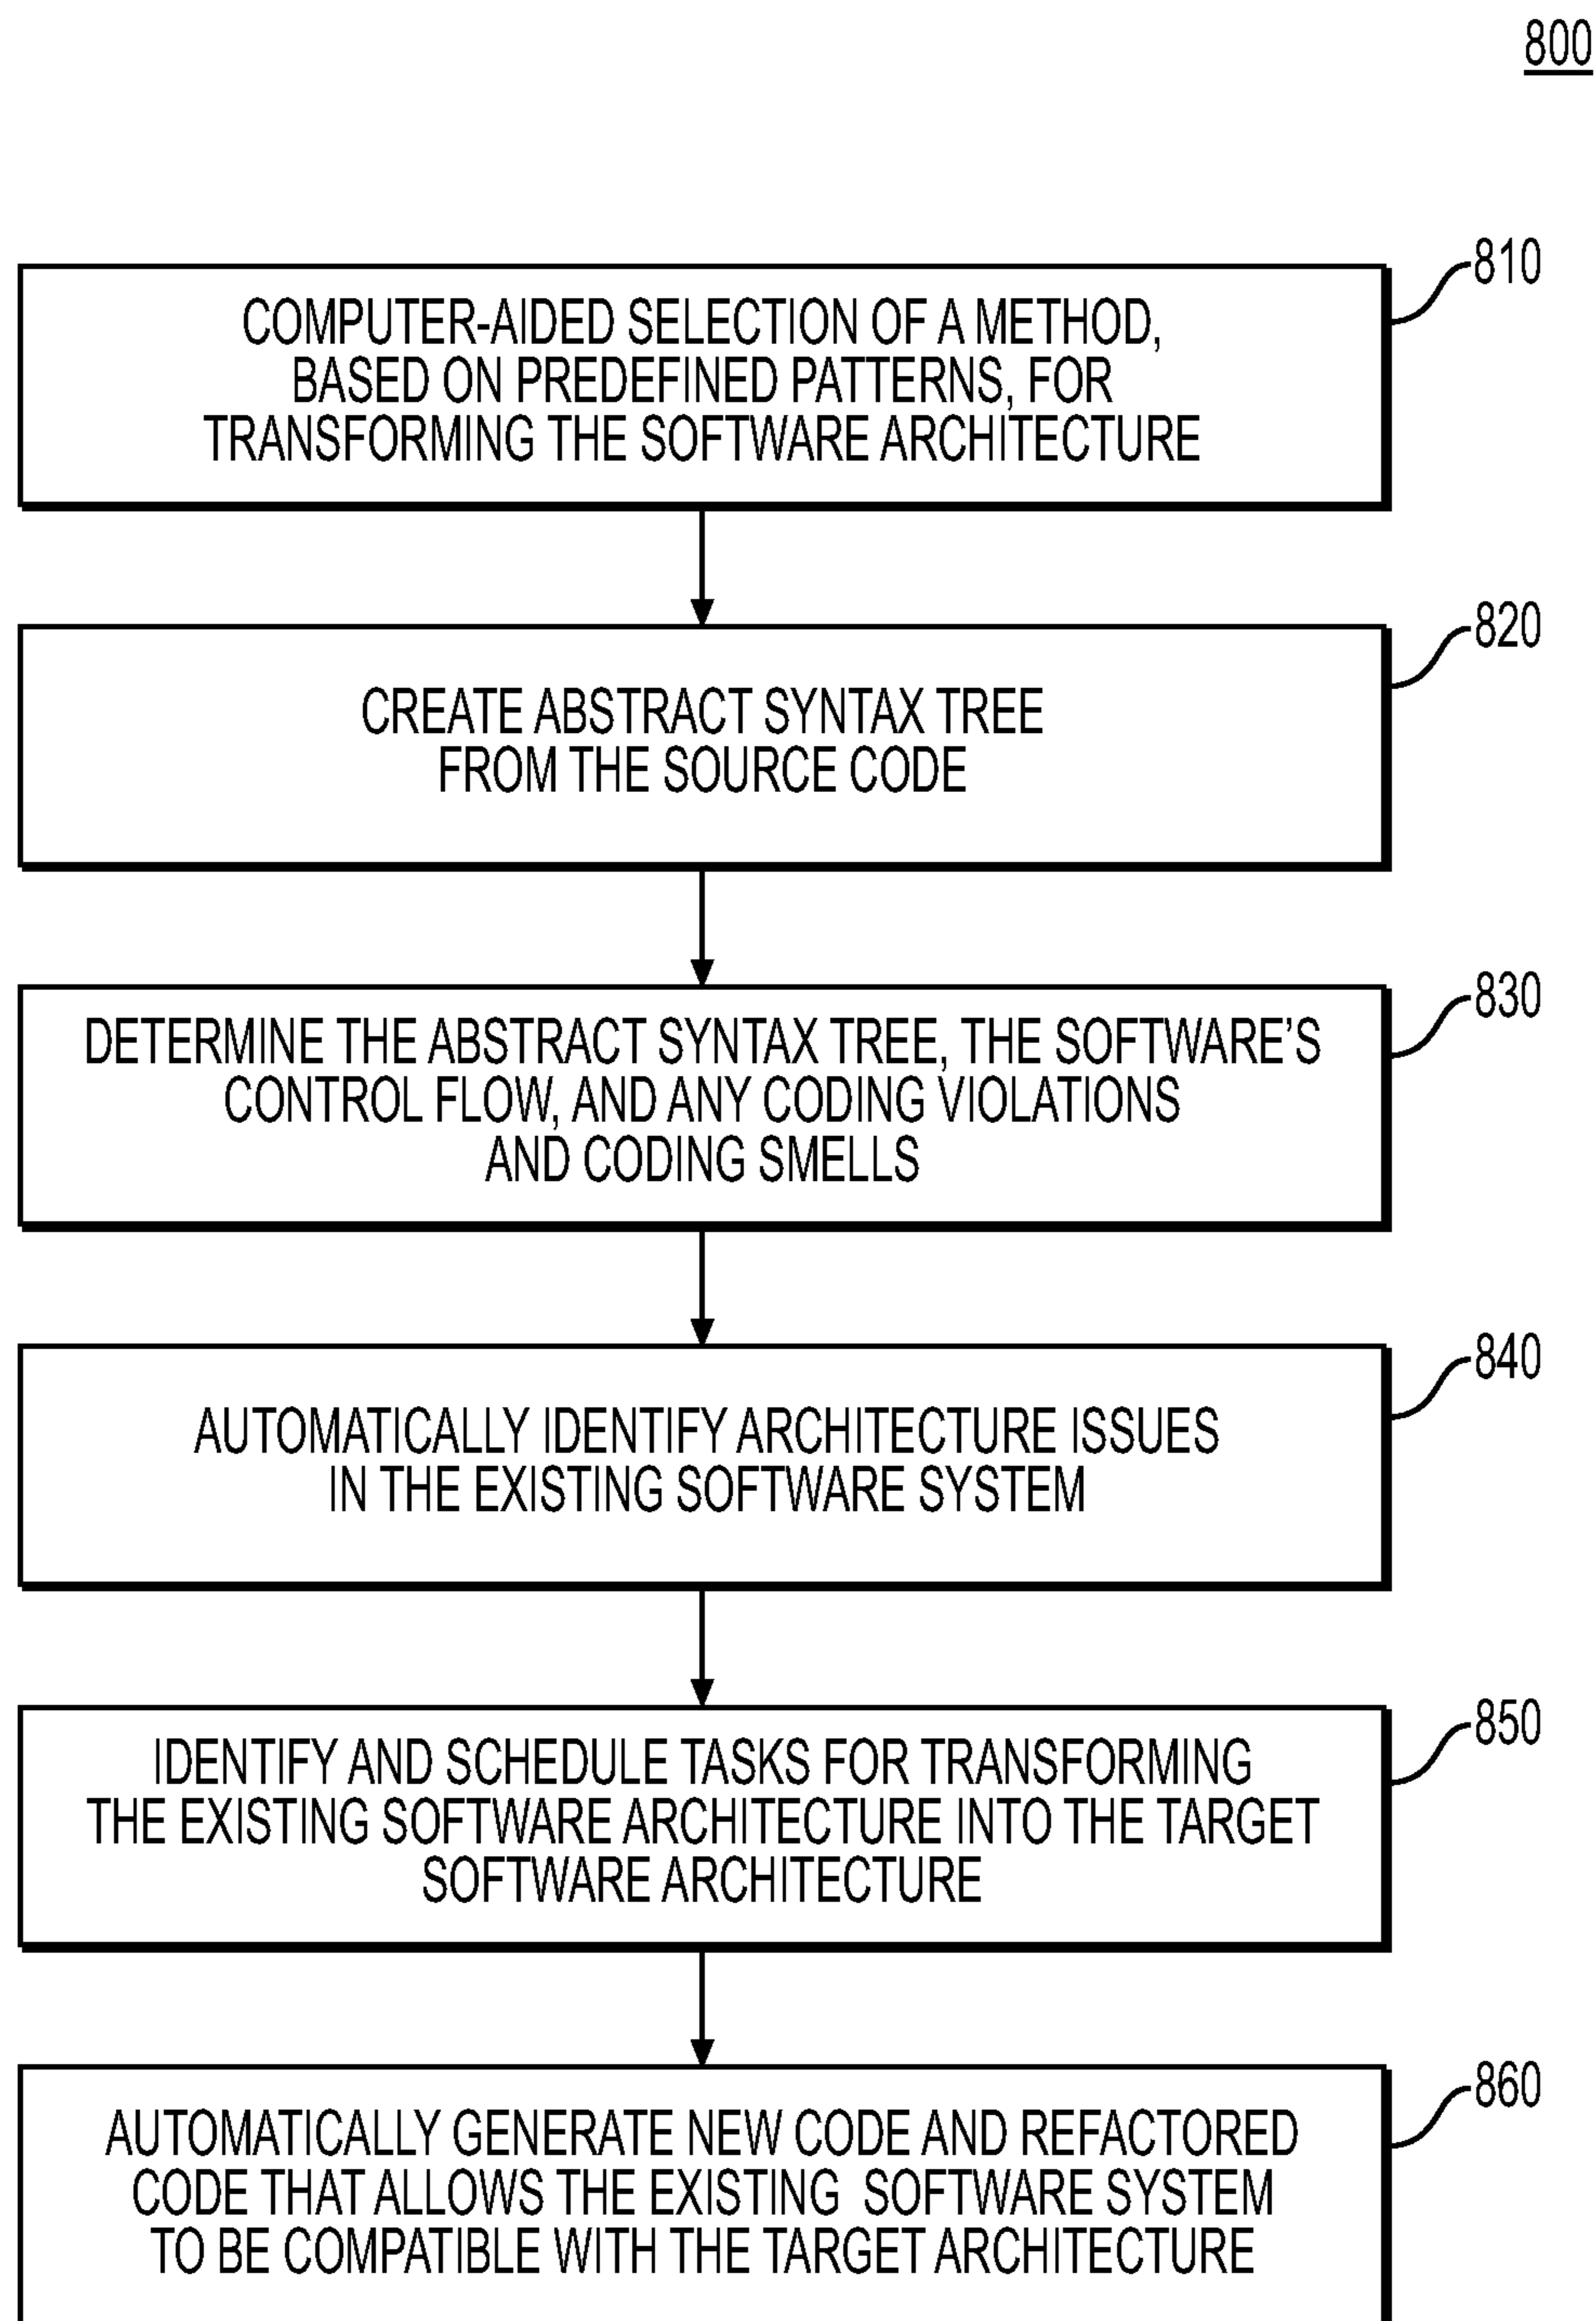 800
810
COMPUTER-AIDED SELECTION OF A METHOD,
BASED ON PREDEFINED PATTERNS, FOR
TRANSFORMING THE SOFTWARE ARCHITECTURE
820
CREATE ABSTRACT SYNTAX TREE
FROM THE SOURCE CODE
830
DETERMINE THE ABSTRACT SYNTAX TREE, THE SOFTWARE'S
CONTROL FLOW, AND ANY CODING VIOLATIONS
AND CODING SMELLS
840
AUTOMATICALLY IDENTIFY ARCHITECTURE ISSUES
IN THE EXISTING SOFTWARE SYSTEM
850
IDENTIFY AND SCHEDULE TASKS FOR TRANSFORMING
THE EXISTING SOFTWARE ARCHITECTURE INTO THE TARGET
SOFTWARE ARCHITECTURE
860
AUTOMATICALLY GENERATE NEW CODE AND REFACTORED
CODE THAT ALLOWS THE EXISTING SOFTWARE SYSTEM
TO BE COMPATIBLE WITH THE TARGET ARCHITECTURE